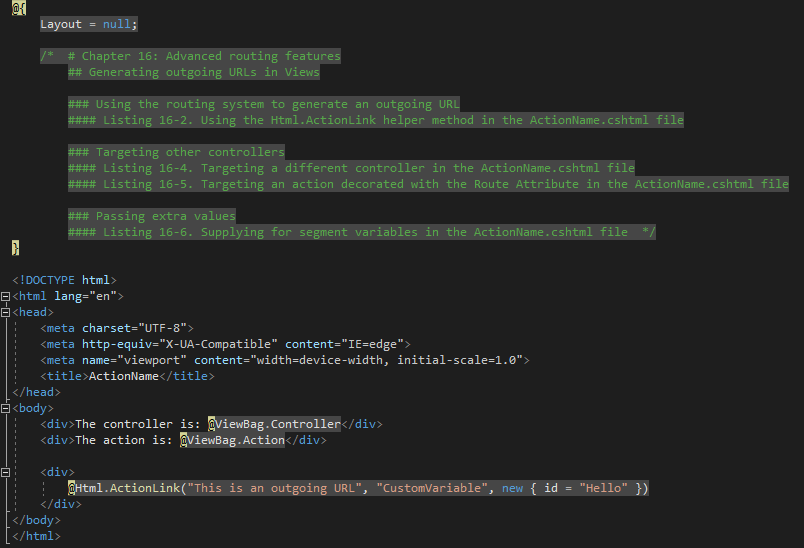 @{
    Layout = null;

    /*  # Chapter 16: Advanced routing features
        ## Generating outgoing URLs in Views

        ### Using the routing system to generate an outgoing URL
        #### Listing 16-2. Using the Html.ActionLink helper method in the ActionName.cshtml file

        ### Targeting other controllers
        #### Listing 16-4. Targeting a different controller in the ActionName.cshtml file
        #### Listing 16-5. Targeting an action decorated with the Route Attribute in the ActionName.cshtml file

        ### Passing extra values
        #### Listing 16-6. Supplying for segment variables in the ActionName.cshtml file  */
}

<!DOCTYPE html>
<html lang="en">
<head>
    <meta charset="UTF-8">
    <meta http-equiv="X-UA-Compatible" content="IE=edge">
    <meta name="viewport" content="width=device-width, initial-scale=1.0">
    <title>ActionName</title>
</head>
<body>
    <div>The controller is: @ViewBag.Controller</div>
    <div>The action is: @ViewBag.Action</div>

    <div>
        @Html.ActionLink("This is an outgoing URL", "CustomVariable", new { id = "Hello" })
    </div>
</body>
</html>